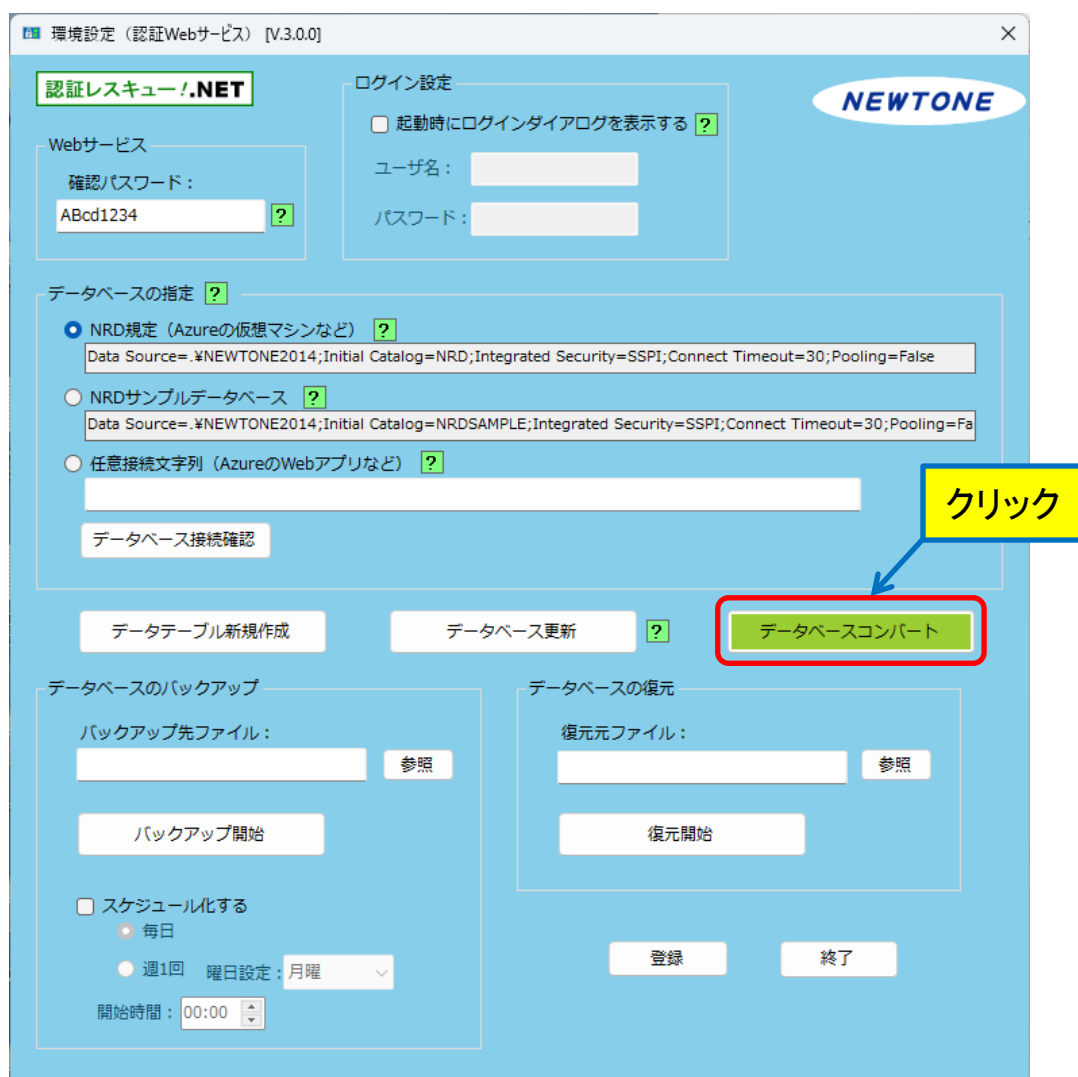 環境設定（認証Webサービス） [V.3.0.0]
認証レスキュー!.NET
ログイン設定
起動時にログインダイアログを表示する ?
ユーザ名：
パスワード：
NEWTONE
Webサービス
確認パスワード：
ABcd1234 ?
データベースの指定 ?
NRD規定（Azureの仮想マシンなど） ?
Data Source=.¥NEWTONE2014;Initial Catalog=NRD;Integrated Security=SSPI;Connect Timeout=30;Pooling=False
NRDサンプルデータベース ?
Data Source=.¥NEWTONE2014;Initial Catalog=NRDSAMPLE;Integrated Security=SSPI;Connect Timeout=30;Pooling=Fa
任意接続文字列（AzureのWebアプリなど） ?
クリック
データベース接続確認
データテーブル新規作成
データベース更新 ?
データベースコンバート
データベースのバックアップ
バックアップ先ファイル：
参照
バックアップ開始
スケジュール化する
毎日
週1回 曜日設定：月曜
開始時間：00:00
データベースの復元
復元元ファイル：
参照
復元開始
登録
終了